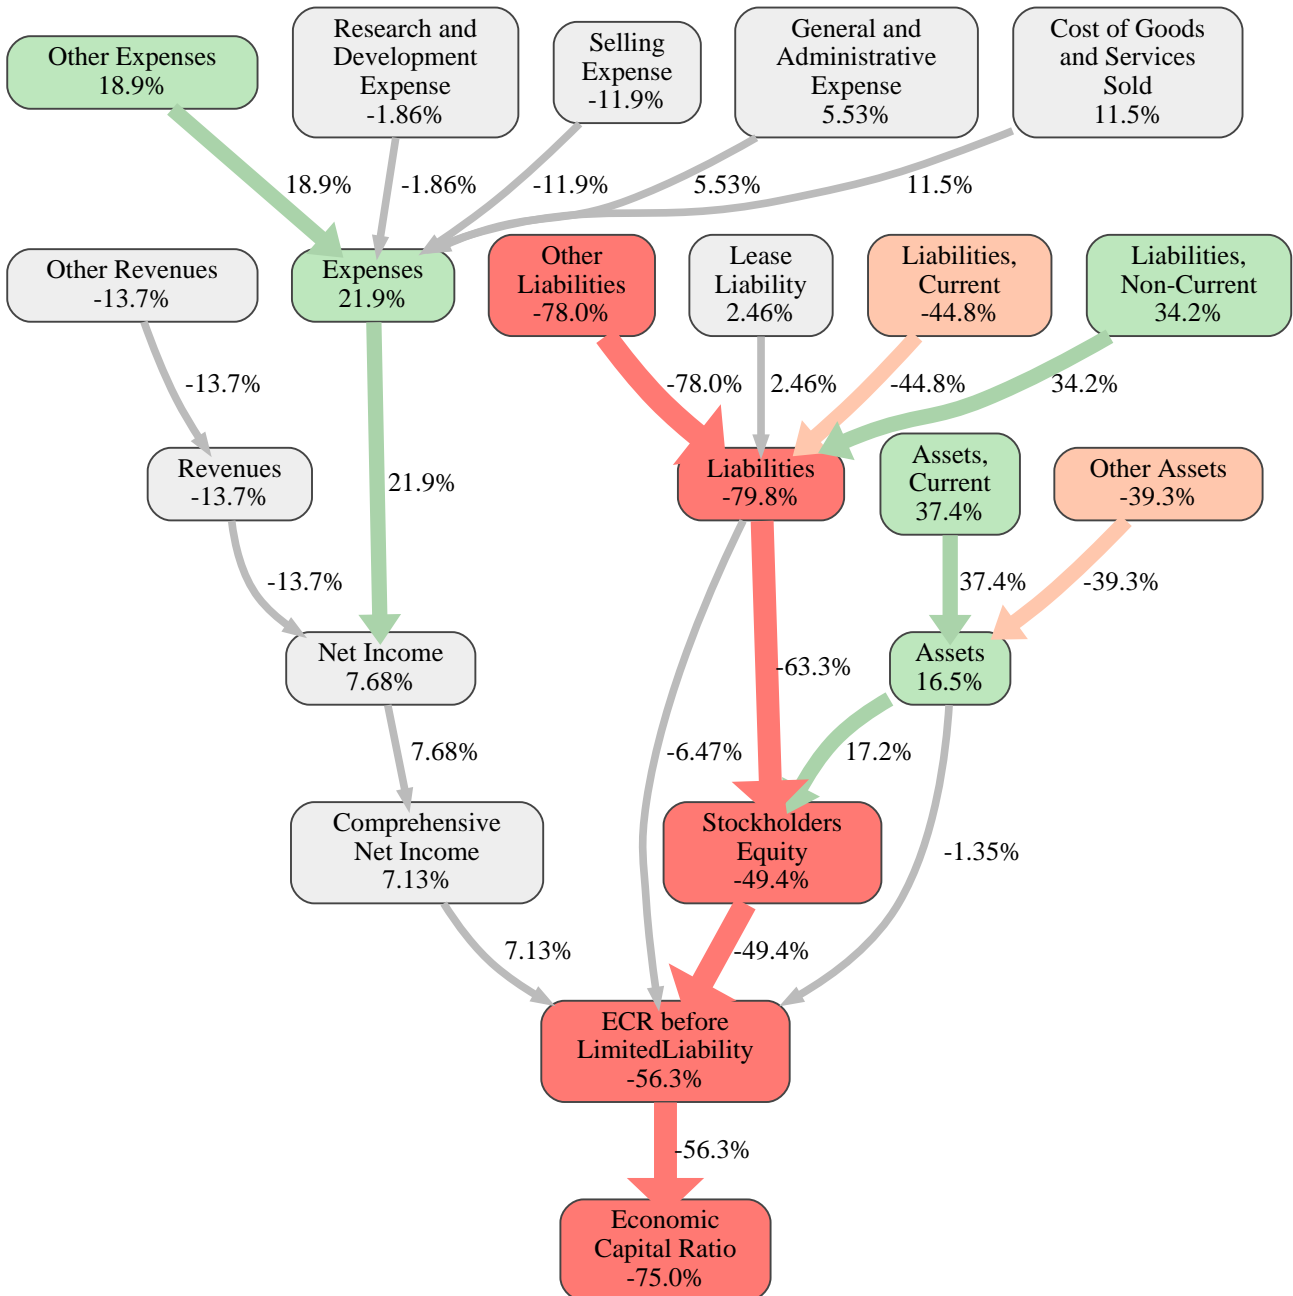 Other Expenses
18.9%
Research and
Development
Expense
-1.86%
Selling
Expense
-11.9%
General and
Administrative
Expense
5.53%
Cost of Goods
and Services
Sold
11.5%
18.9%
-1.86%
-11.9%
5.53%
11.5%
Other Revenues
-13.7%
Expenses
21.9%
Other
Liabilities
-78.0%
Lease
Liability
2.46%
Liabilities,
Current
-44.8%
Liabilities,
Non-Current
34.2%
-13.7%
-78.0%
2.46%
-44.8%
34.2%
Revenues
-13.7%
21.9%
Liabilities
-79.8%
Assets,
Current
37.4%
Other Assets
-39.3%
-13.7%
37.4%
-39.3%
Net Income
7.68%
-63.3%
Assets
16.5%
7.68%
-6.47%
17.2%
Comprehensive
Net Income
7.13%
Stockholders
Equity
-49.4%
-1.35%
7.13%
-49.4%
ECR before
LimitedLiability
-56.3%
-56.3%
Economic
Capital Ratio
-75.0%